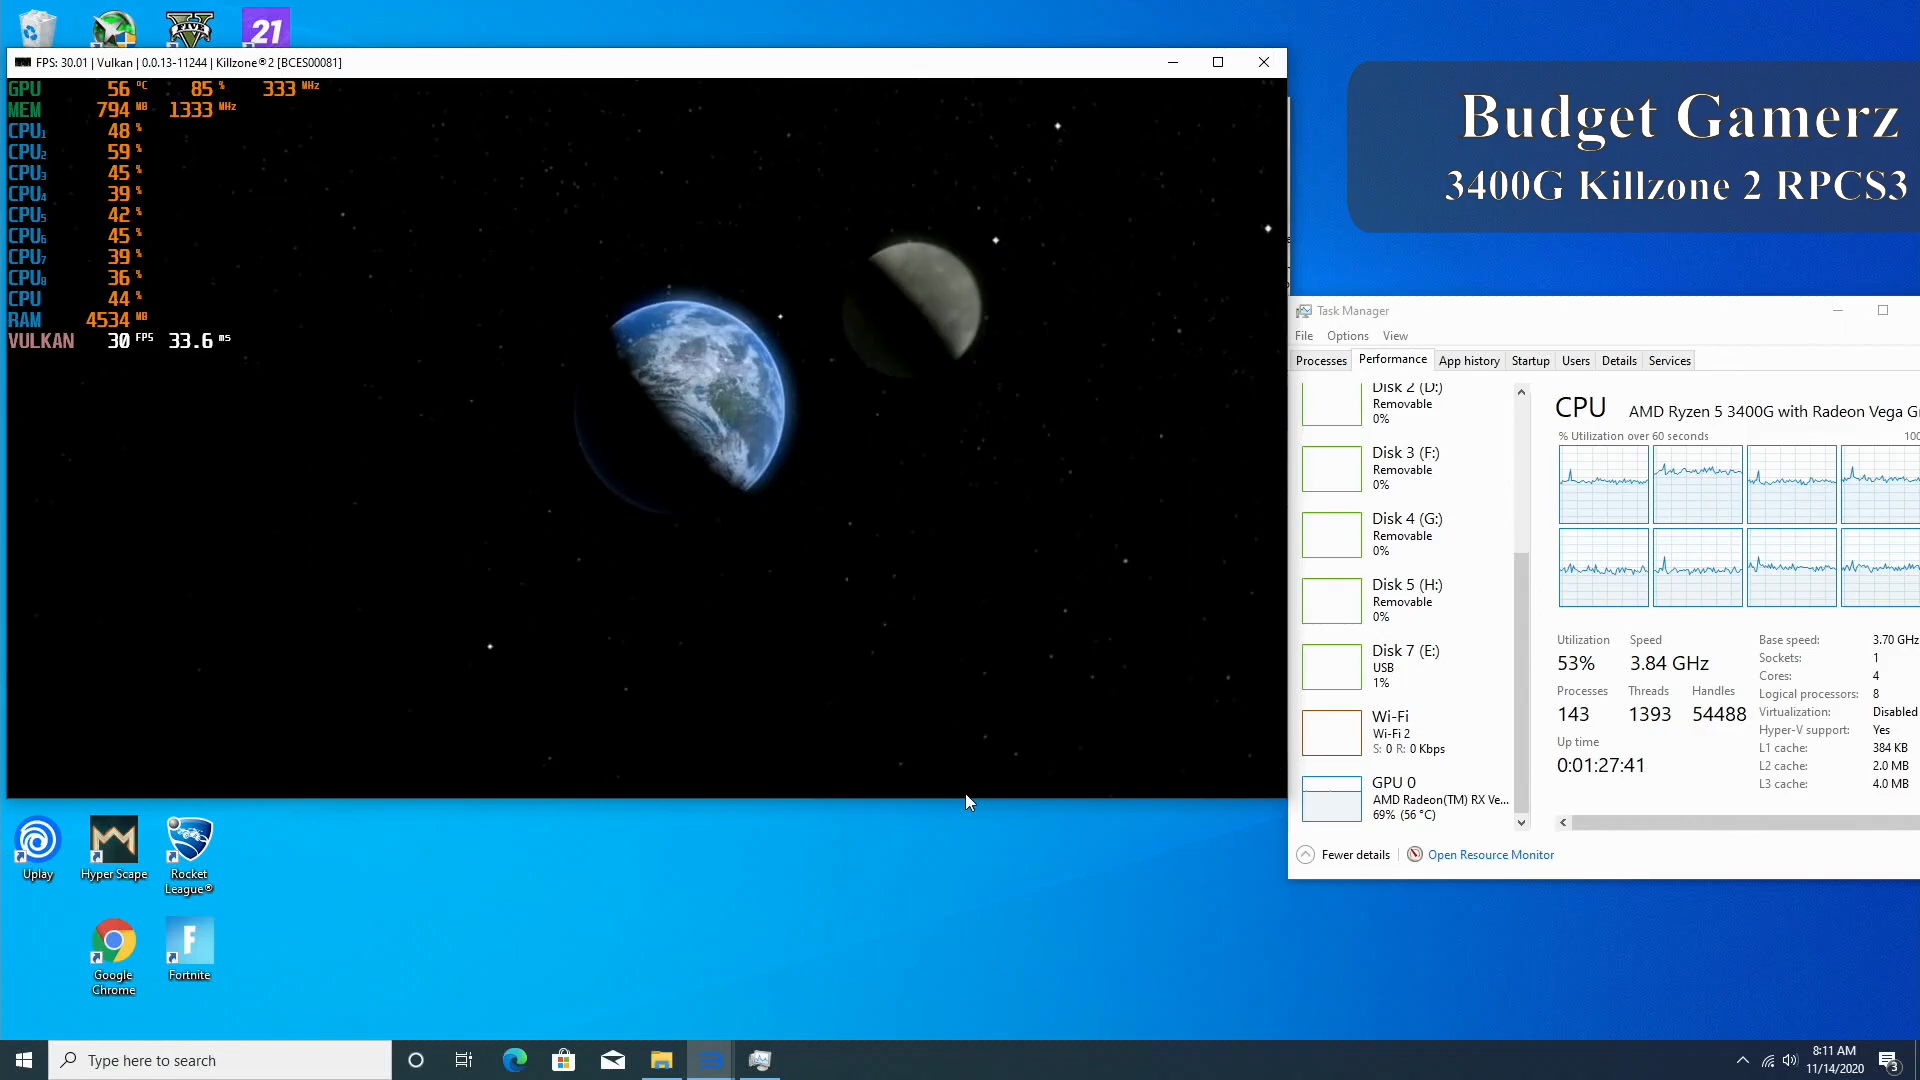 21
FPS: 30.01 | Vulkan | 0.0.13-11244 | Killzone®2 [BCES00081]
GPU 56 °C 85 % 333 MHz
MEM 794 MB 1333 MHz
CPU1 48 %
CPU2 59 %
CPU3 45 %
CPU4 39 %
CPU5 42 %
CPU6 45 %
CPU7 39 %
CPU8 36 %
CPU 44 %
RAM 4534 MB
VULKAN 30 FPS 33.6 ms
Budget Gamerz
3400G Killzone 2 RPCS3
Task Manager
File Options View
Processes Performance App history Startup Users Details Services
Disk 2 (D:)
Removable
0%
Disk 3 (F:)
Removable
0%
Disk 4 (G:)
Removable
0%
Disk 5 (H:)
Removable
0%
Disk 7 (E:)
USB
1%
Wi-Fi
Wi-Fi 2
S: 0 R: 0 Kbps
GPU 0
AMD Radeon(TM) RX Ve...
69% (56 °C)
CPU AMD Ryzen 5 3400G with Radeon Vega Gr
% Utilization over 60 seconds 100
Utilization Speed
53% 3.84 GHz
Processes Threads Handles
143 1393 54488
Up time
0:01:27:41
Base speed: 3.70 GHz
Sockets: 1
Cores: 4
Logical processors: 8
Virtualization: Disabled
Hyper-V support: Yes
L1 cache: 384 KB
L2 cache: 2.0 MB
L3 cache: 4.0 MB
Fewer details Open Resource Monitor
Uplay
Hyper Scape
Rocket
League®
Google
Chrome
Fortnite
Type here to search
8:11 AM
11/14/2020
3